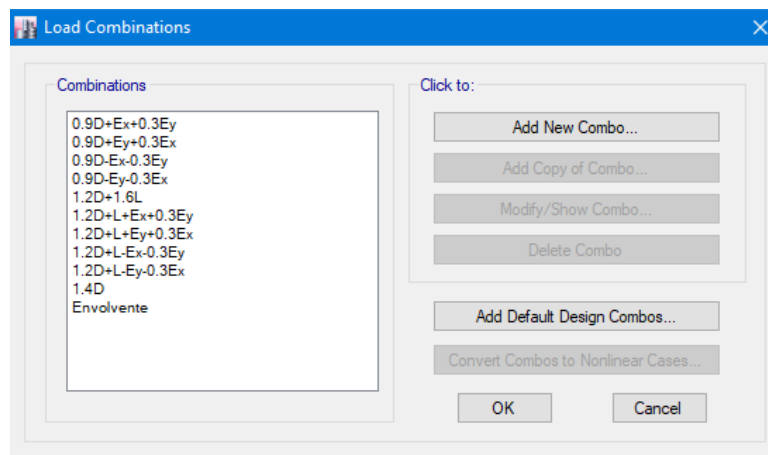 Load Combinations
Combinations
0.9D+Ex+0.3Ey
0.9D+Ey+0.3Ex
0.9D-Ex-0.3Ey
0.9D-Ey-0.3Ex
1.2D+1.6L
1.2D+L+Ex+0.3Ey
1.2D+L+Ey+0.3Ex
1.2D+L-Ex-0.3Ey
1.2D+L-Ey-0.3Ex
1.4D
Envolvente
Click to:
Add New Combo...
Add Copy of Combo...
Modify/Show Combo...
Delete Combo
Add Default Design Combos...
Convert Combos to Nonlinear Cases...
OK
Cancel